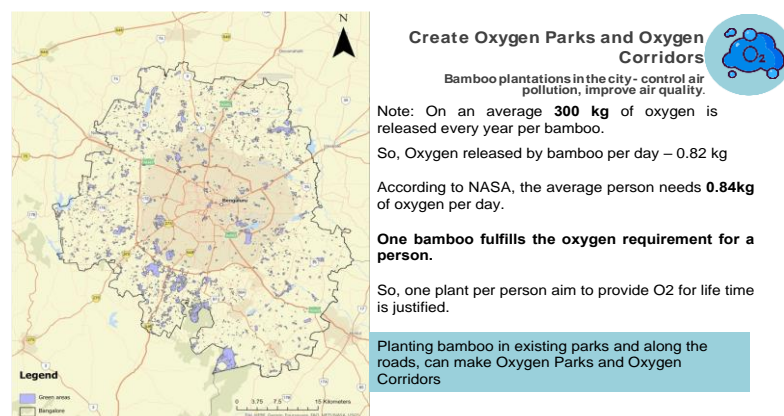 N
Create Oxygen Parks and Oxygen
Corridors
Bamboo plantations in the city - control air
pollution, improve air quality.
O₂
Note: On an average 300 kg of oxygen is
released every year per bamboo.
So, Oxygen released by bamboo per day – 0.82 kg
According to NASA, the average person needs 0.84kg
of oxygen per day.
One bamboo fulfills the oxygen requirement for a
person.
So, one plant per person aim to provide O2 for life time
is justified.
Planting bamboo in existing parks and along the
roads, can make Oxygen Parks and Oxygen
Corridors
Bengaluru
Legend
Green areas
Bangalore
0 3.75 7.5 15 Kilometers